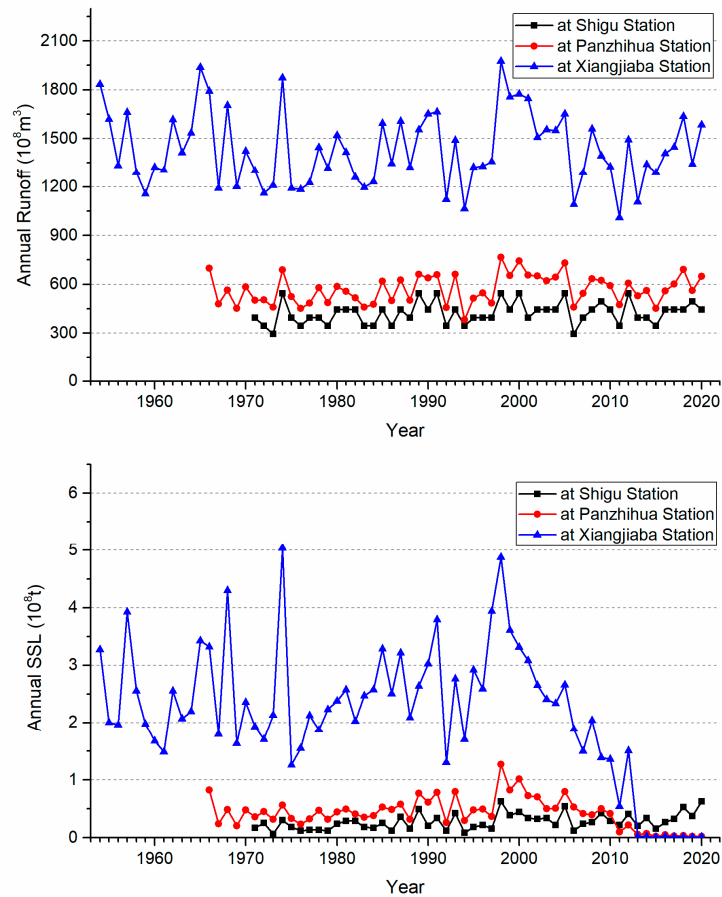 2100
1800
1500
1200
900
600
300
0
Annual Runoff (10⁸m³)
at Shigu Station
at Panzhihua Station
at Xiangjiaba Station
1960 1970 1980 1990 2000 2010 2020
Year
6
5
4
3
2
1
0
Annual SSL (10⁸t)
at Shigu Station
at Panzhihua Station
at Xiangjiaba Station
1960 1970 1980 1990 2000 2010 2020
Year